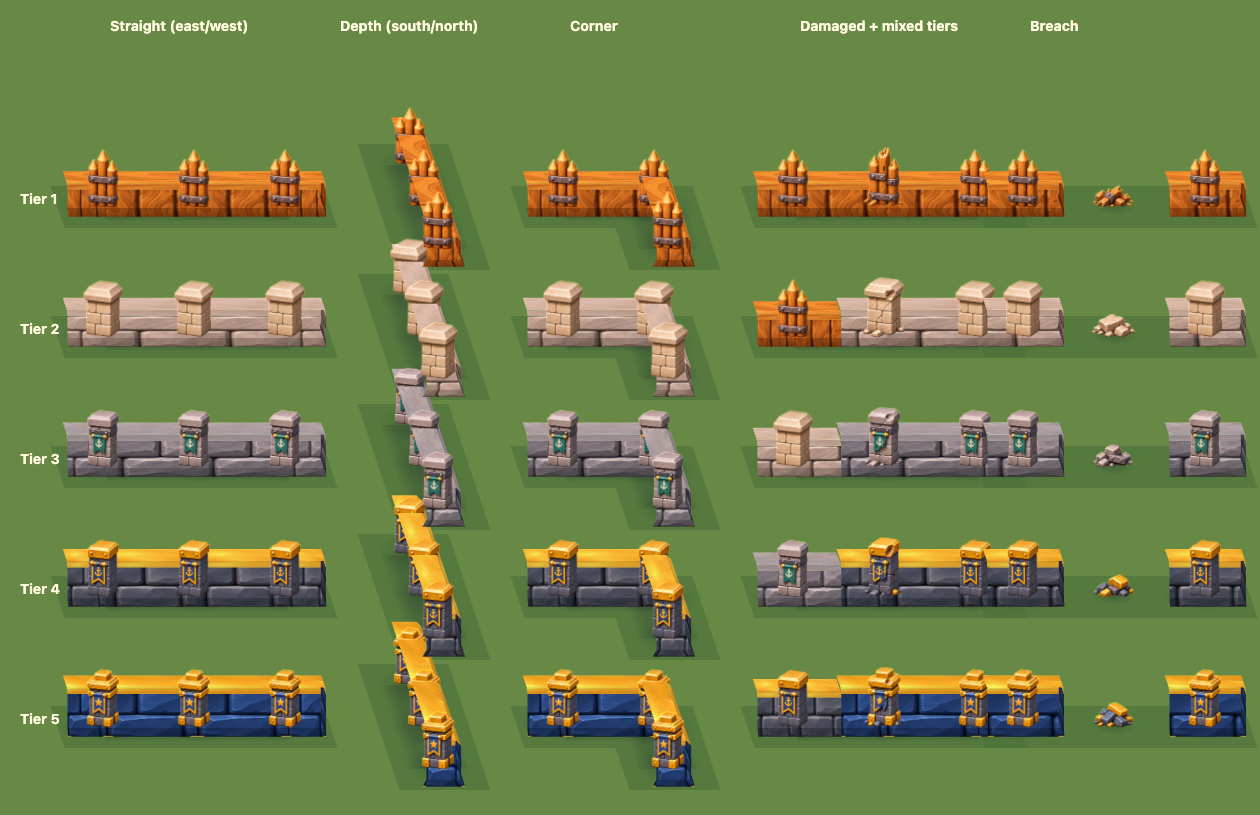 Straight (east/west) Depth (south/north) Corner Damaged + mixed tiers Breach
Tier 1
Tier 2
Tier 3
Tier 4
Tier 5